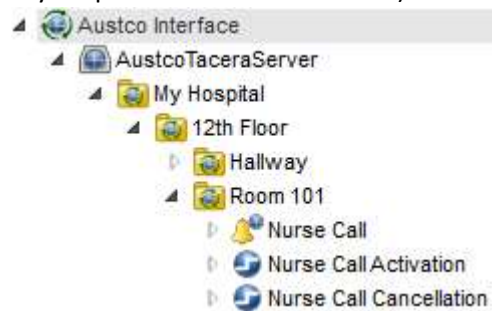 Austco Interface
AustcoTaceraServer
My Hospital
12th Floor
Hallway
Room 101
Nurse Call
Nurse Call Activation
Nurse Call Cancellation